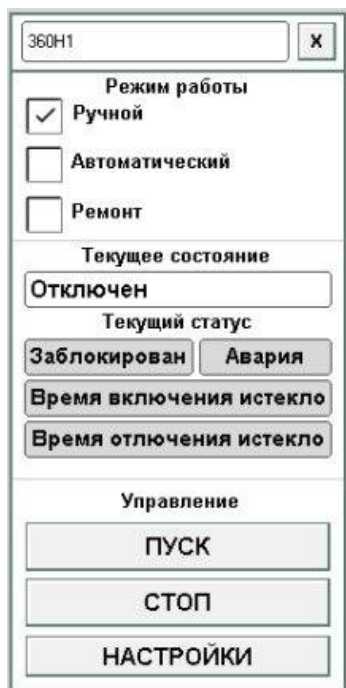 360H1 X
Режим работы
Ручной
Автоматический
Ремонт
Текущее состояние
Отключен
Текущий статус
Заблокирован Авария
Время включения истекло
Время отлючения истекло
Управление
ПУСК
СТОП
НАСТРОЙКИ